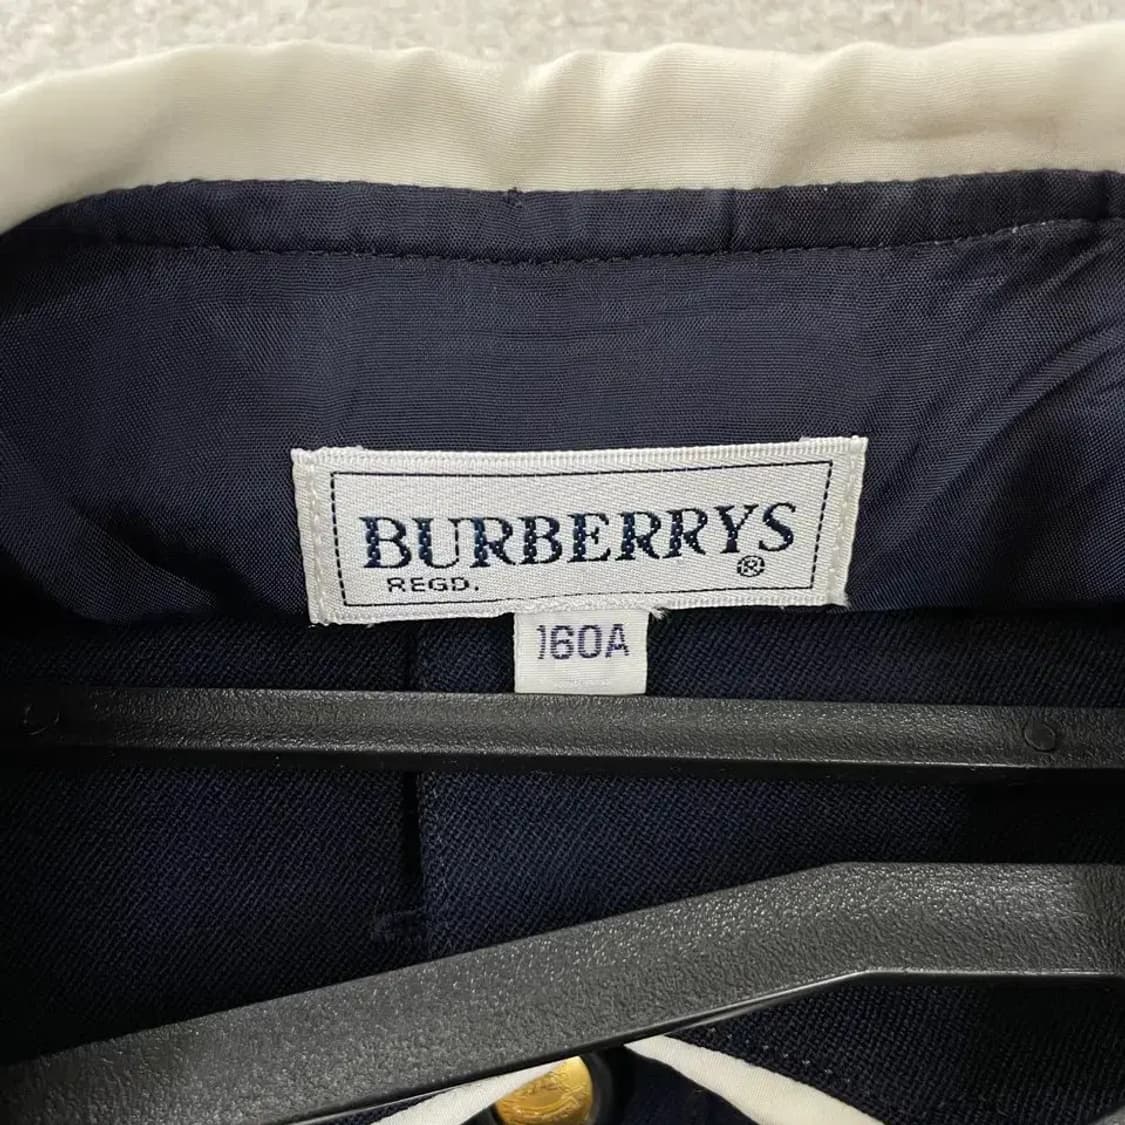 BURBERRYS
REGD. ®
160A